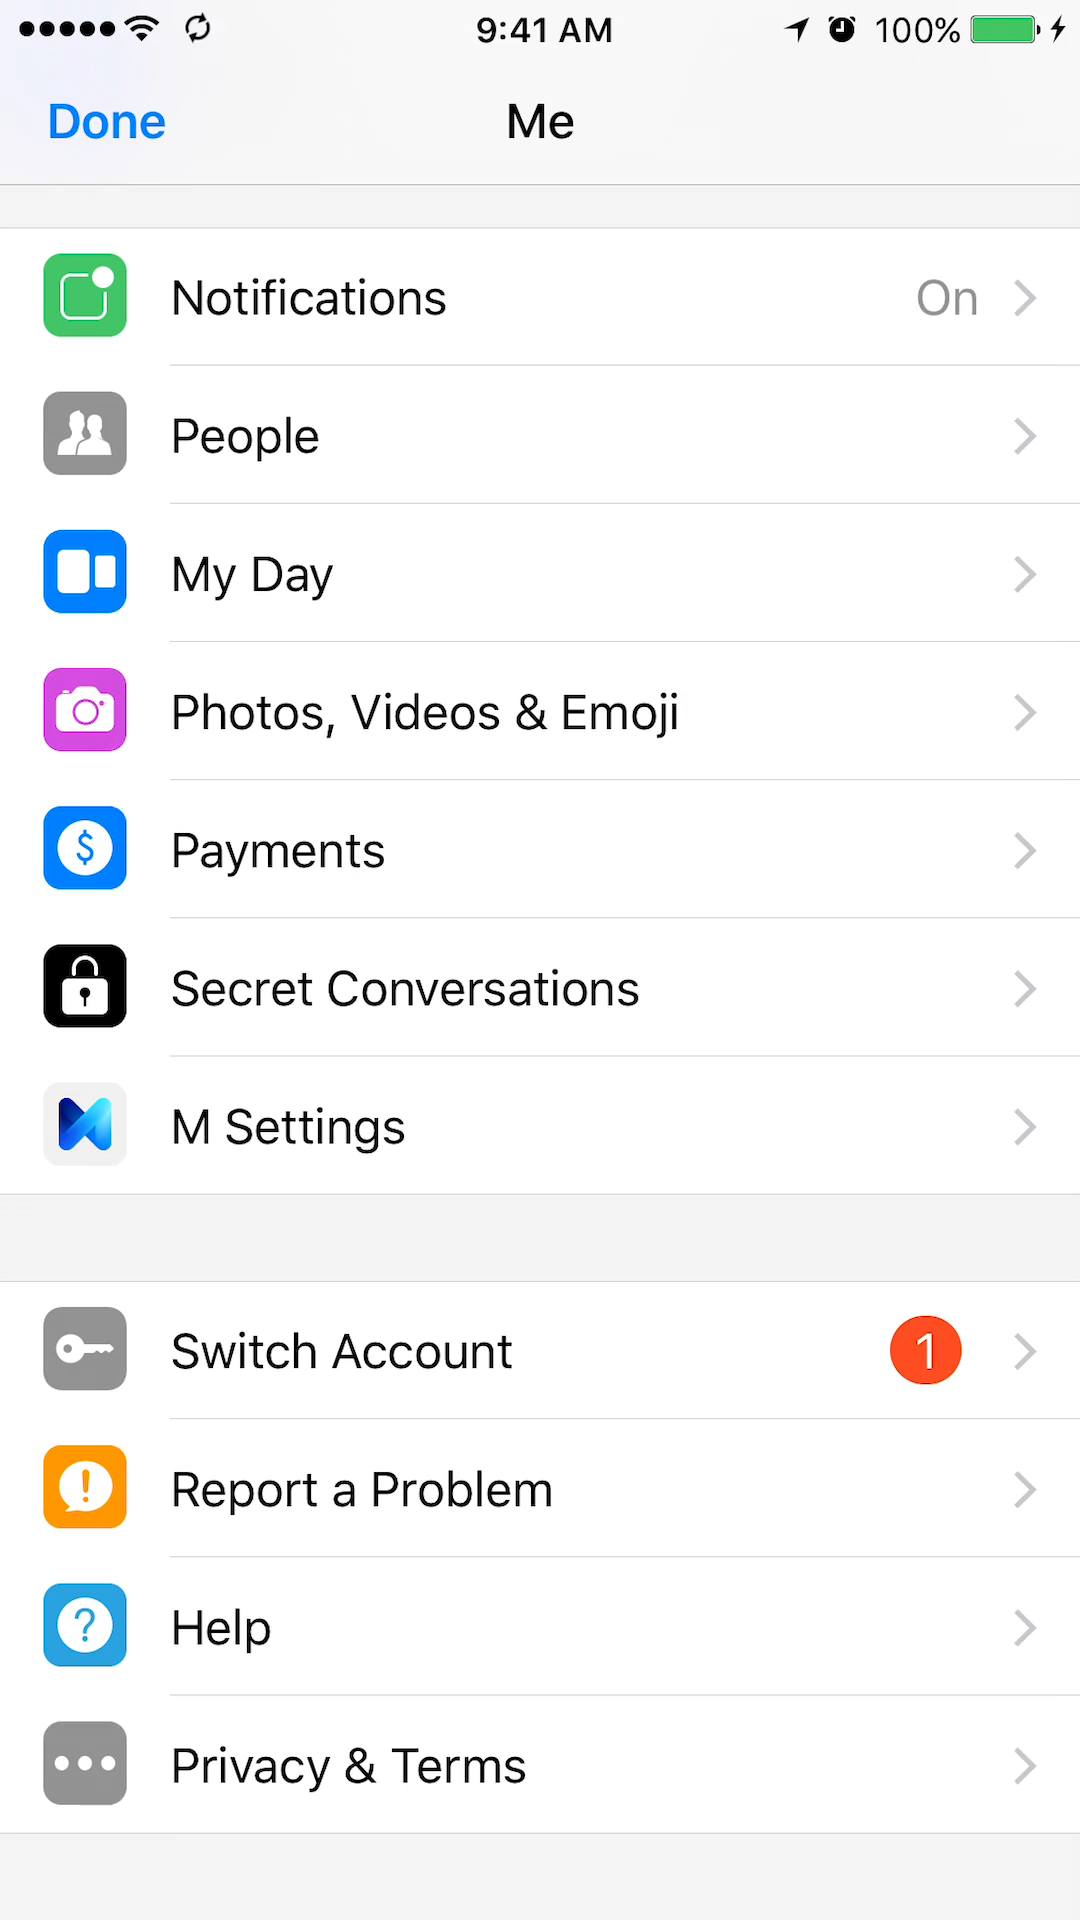 9:41 AM
100%
Done
Me
Notifications
On
People
My Day
Photos, Videos & Emoji
$
Payments
Secret Conversations
M Settings
Switch Account
1
!
Report a Problem
?
Help
Privacy & Terms